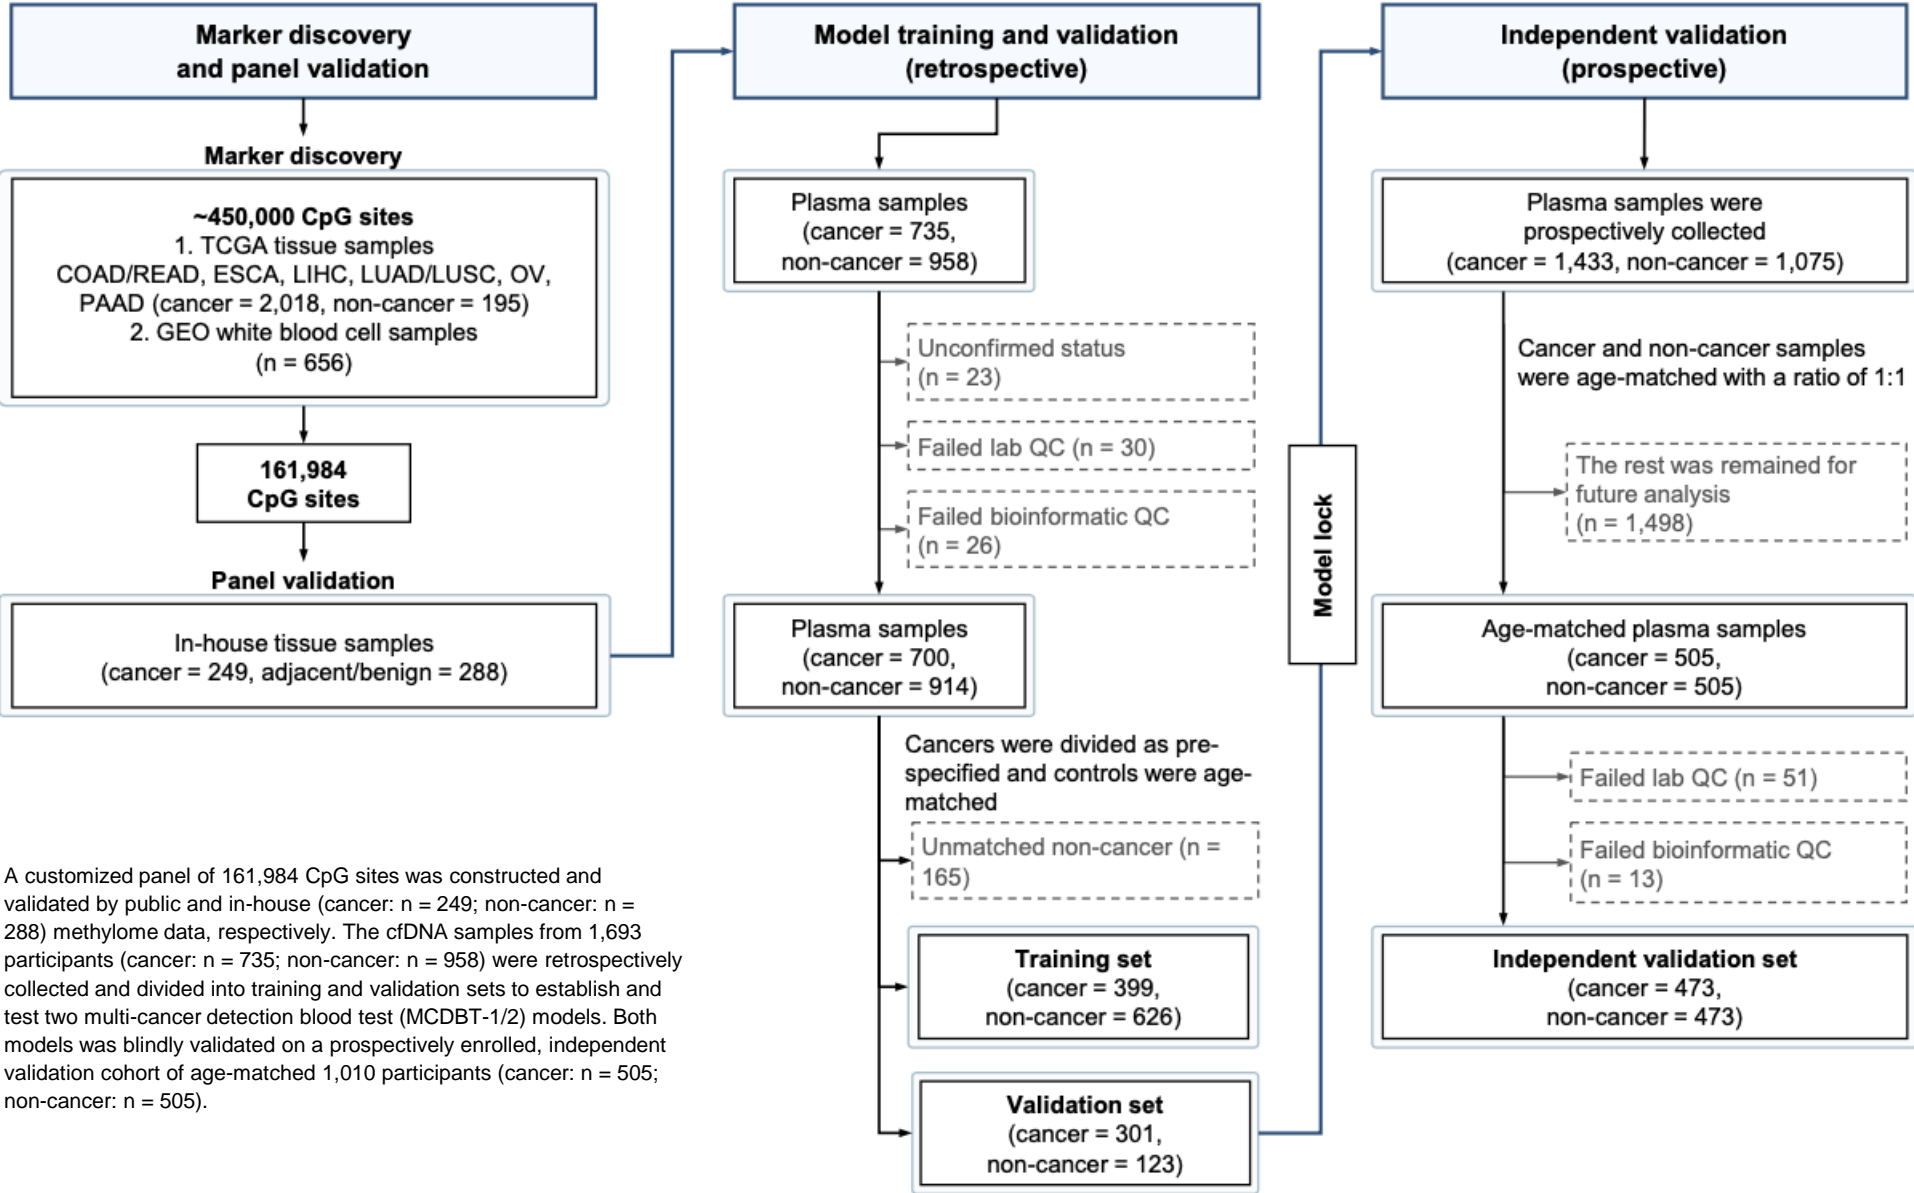 Marker discovery
and panel validation
Marker discovery
~450,000 CpG sites
1. TCGA tissue samples
COAD/READ, ESCA, LIHC, LUAD/LUSC, OV,
PAAD (cancer = 2,018, non-cancer = 195)
2. GEO white blood cell samples
(n = 656)
161,984
CpG sites
Panel validation
In-house tissue samples
(cancer = 249, adjacent/benign = 288)
A customized panel of 161,984 CpG sites was constructed and
validated by public and in-house (cancer: n = 249; non-cancer: n =
288) methylome data, respectively. The cfDNA samples from 1,693
participants (cancer: n = 735; non-cancer: n = 958) were retrospectively
collected and divided into training and validation sets to establish and
test two multi-cancer detection blood test (MCDBT-1/2) models. Both
models was blindly validated on a prospectively enrolled, independent
validation cohort of age-matched 1,010 participants (cancer: n = 505;
non-cancer: n = 505).
Model training and validation
(retrospective)
Plasma samples
(cancer = 735,
non-cancer = 958)
Unconfirmed status
(n = 23)
Failed lab QC (n = 30)
Failed bioinformatic QC
(n = 26)
Plasma samples
(cancer = 700,
non-cancer = 914)
Cancers were divided as pre-
specified and controls were age-
matched
Unmatched non-cancer (n =
165)
Training set
(cancer = 399,
non-cancer = 626)
Validation set
(cancer = 301,
non-cancer = 123)
Model lock
Independent validation
(prospective)
Plasma samples were
prospectively collected
(cancer = 1,433, non-cancer = 1,075)
Cancer and non-cancer samples
were age-matched with a ratio of 1:1
The rest was remained for
future analysis
(n = 1,498)
Age-matched plasma samples
(cancer = 505,
non-cancer = 505)
Failed lab QC (n = 51)
Failed bioinformatic QC
(n = 13)
Independent validation set
(cancer = 473,
non-cancer = 473)